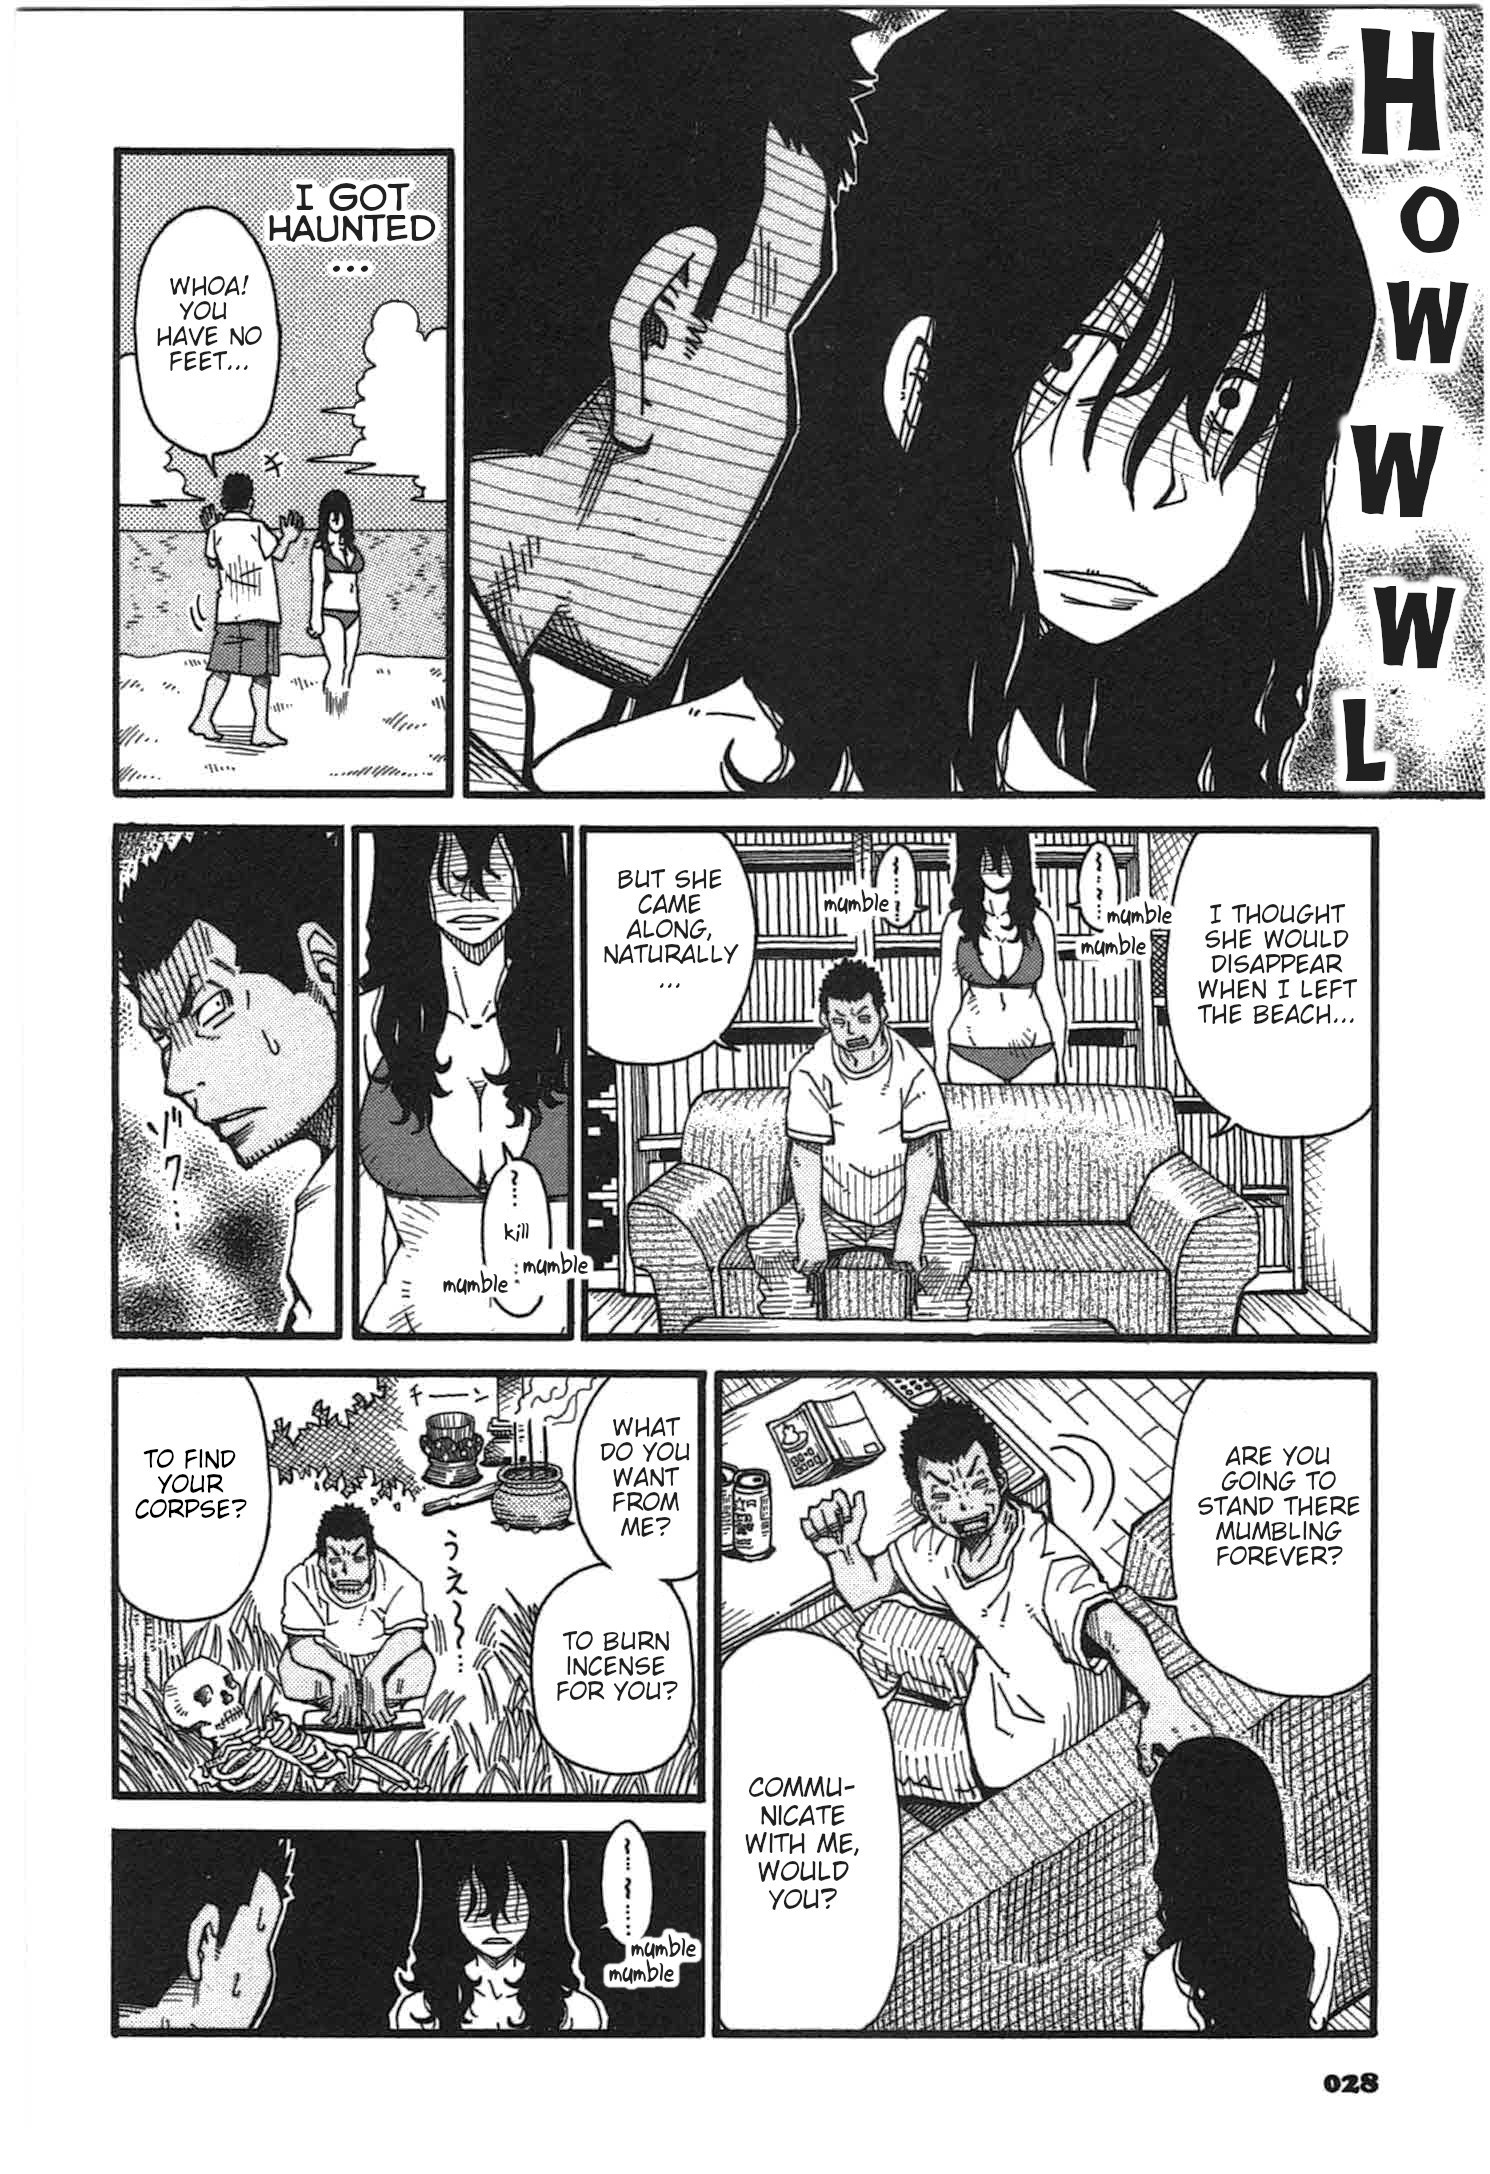 HOWWWL
I GOT
HAUNTED
...
WHOA!
YOU
HAVE NO
FEET...
キ
I THOUGHT
SHE WOULD
DISAPPEAR
WHEN I LEFT
THE BEACH...
mumble
mumble
mumble
BUT SHE
CAME
ALONG,
NATURALLY
...
kill
mumble
mumble
ゾク...
ARE YOU
GOING TO
STAND THERE
MUMBLING
FOREVER?
COMMU-
NICATE
WITH ME,
WOULD
YOU?
WHAT
DO YOU
WANT
FROM
ME?
TO BURN
INCENSE
FOR YOU?
チーン
うえ〜...
TO FIND
YOUR
CORPSE?
mumble
mumble
028